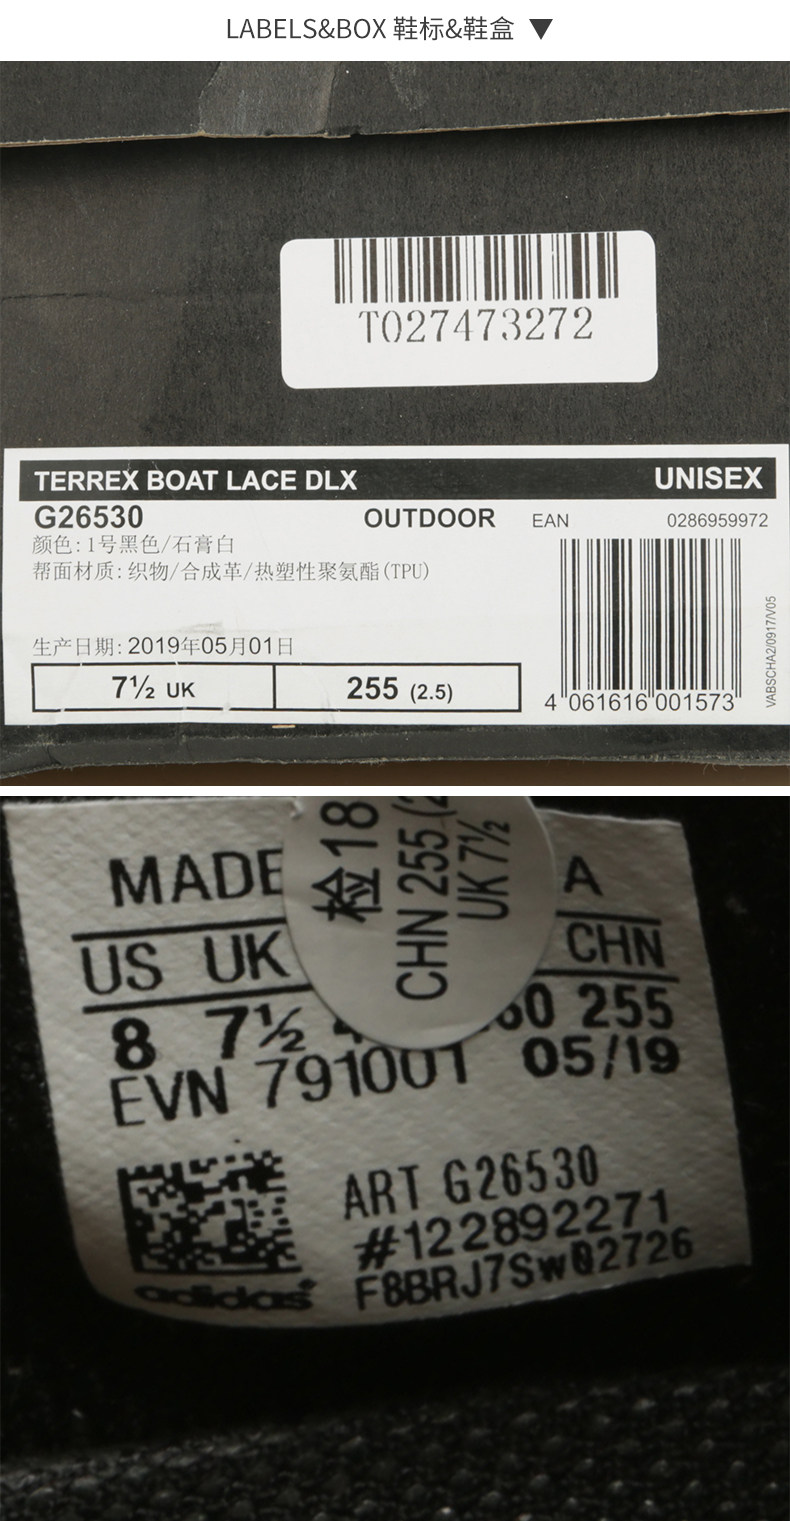 LABELS&BOX 鞋标&鞋盒 ▼
T027473272
TERREX BOAT LACE DLX UNISEX
G26530 OUTDOOR EAN 0286959972
颜色:1号黑色/石膏白
帮面材质:织物/合成革/热塑性聚氨酯(TPU)
生产日期:2019年05月01日
7½ UK 255 (2.5)
4 061616 001573
VABSCHA2/0917/V05
检18
CHN 255
UK 7½
MADE A
US UK CHN
8 7½ 60 255
EVN 791001 05/19
ART G26530
#122892271
F8BRJ7SwQ2726
adidas